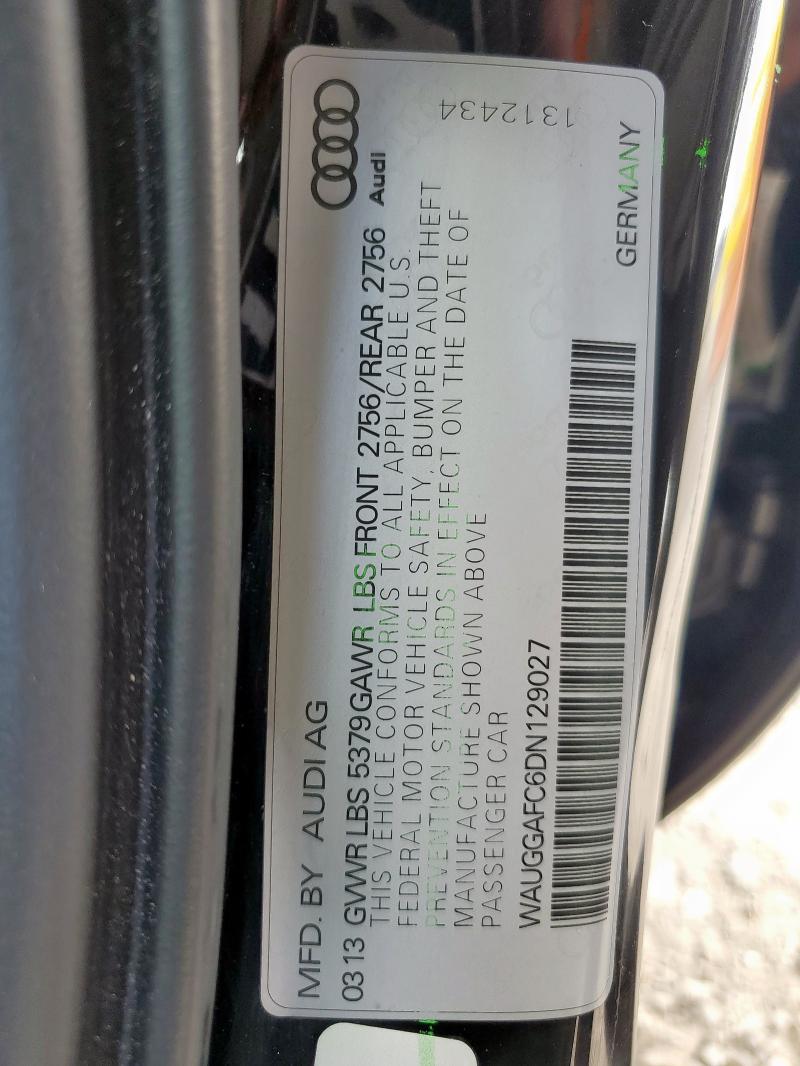 MFD. BY AUDI AG
Audi
03 13 GVWR LBS 5379 GAWR LBS FRONT 2756/REAR 2756
THIS VEHICLE CONFORMS TO ALL APPLICABLE U.S.
FEDERAL MOTOR VEHICLE SAFETY, BUMPER AND THEFT
PREVENTION STANDARDS IN EFFECT ON THE DATE OF
MANUFACTURE SHOWN ABOVE
PASSENGER CAR
1312434
WAUGGAFC6DN129027
GERMANY